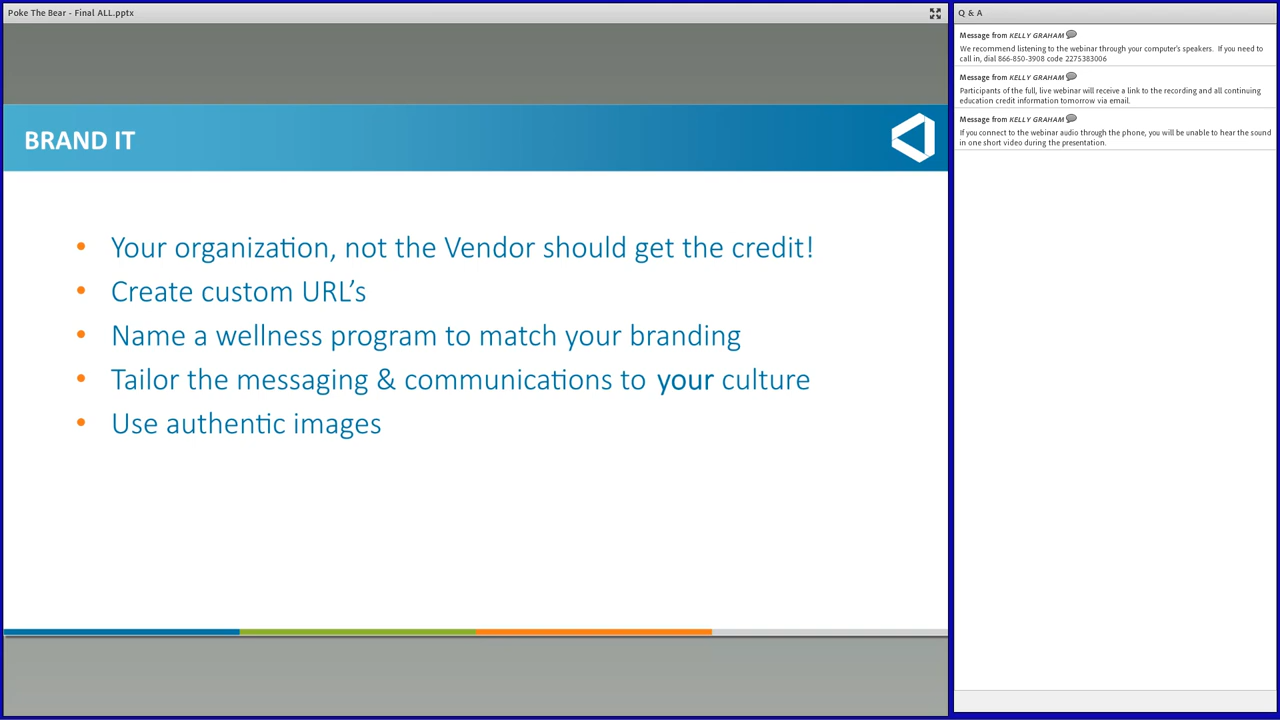 Poke The Bear - Final ALL.pptx
BRAND IT
• Your organization, not the Vendor should get the credit!
• Create custom URL’s
• Name a wellness program to match your branding
• Tailor the messaging & communications to your culture
• Use authentic images
Q & A
Message from KELLY GRAHAM
We recommend listening to the webinar through your computer's speakers. If you need to
call in, dial 866-850-3908 code 2275383006
Message from KELLY GRAHAM
Participants of the full, live webinar will receive a link to the recording and all continuing
education credit information tomorrow via email.
Message from KELLY GRAHAM
If you connect to the webinar audio through the phone, you will be unable to hear the sound
in one short video during the presentation.